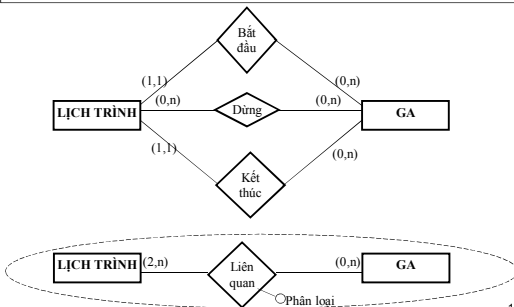 Bắt
đầu
(1,1)
(0,n)
(0,n)
(0,n)
LỊCH TRÌNH
Dừng
GA
(1,1)
(0,n)
Kết
thúc
LỊCH TRÌNH
(2,n)
Liên
quan
(0,n)
GA
Phân loại